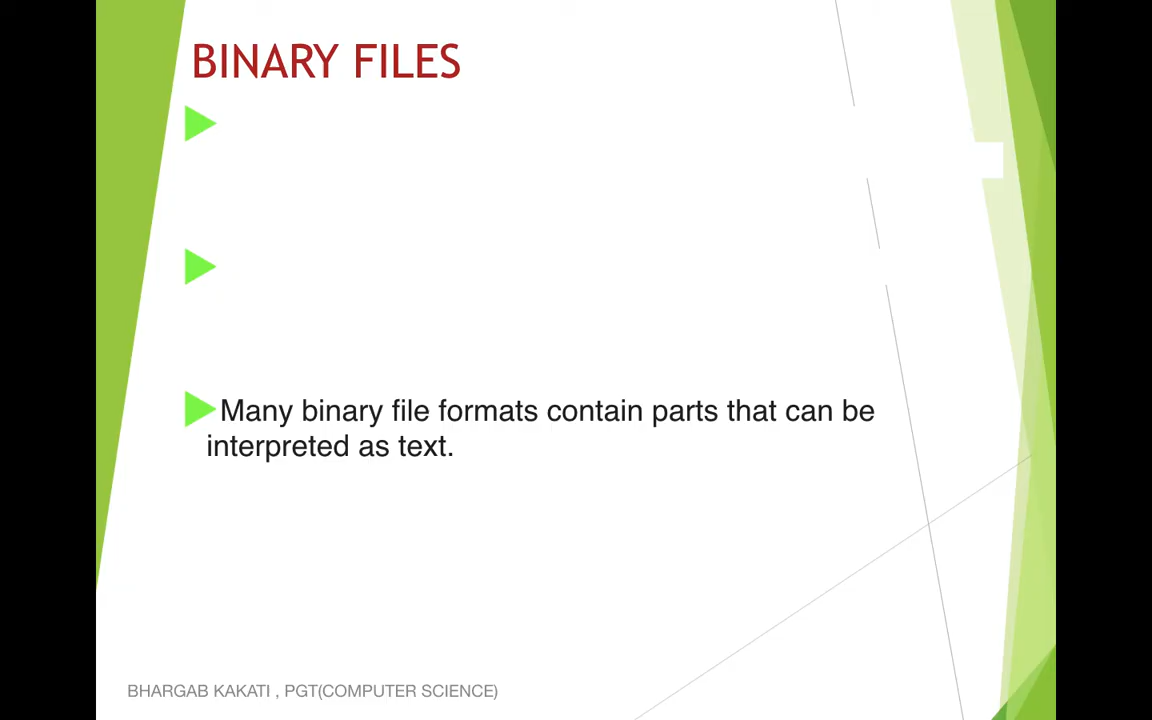 BINARY FILES
Many binary file formats contain parts that can be
interpreted as text.
BHARGAB KAKATI , PGT(COMPUTER SCIENCE)